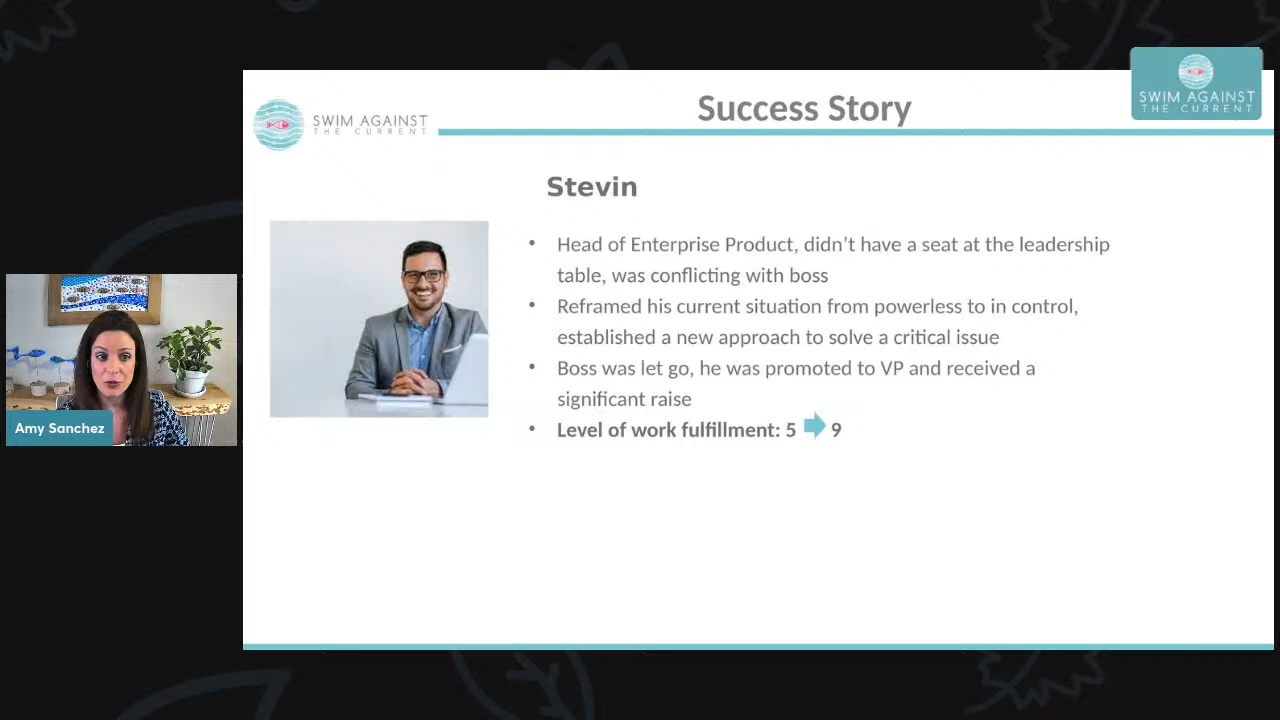 Success Story
SWIM AGAINST
THE CURRENT
SWIM AGAINST
THE CURRENT
Stevin
• Head of Enterprise Product, didn’t have a seat at the leadership
table, was conflicting with boss
• Reframed his current situation from powerless to in control,
established a new approach to solve a critical issue
• Boss was let go, he was promoted to VP and received a
significant raise
• Level of work fulfillment: 5 9
Amy Sanchez